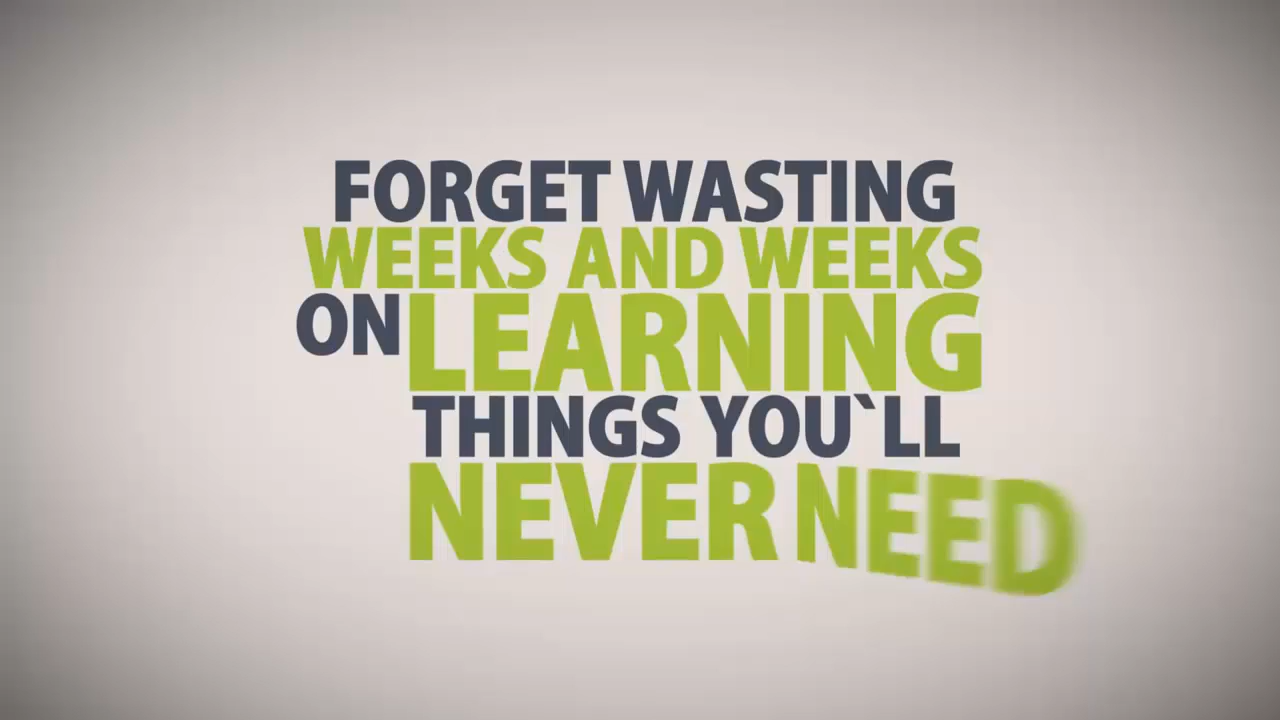 FORGET WASTING
WEEKS AND WEEKS
ON LEARNING
THINGS YOU`LL
NEVER NEED